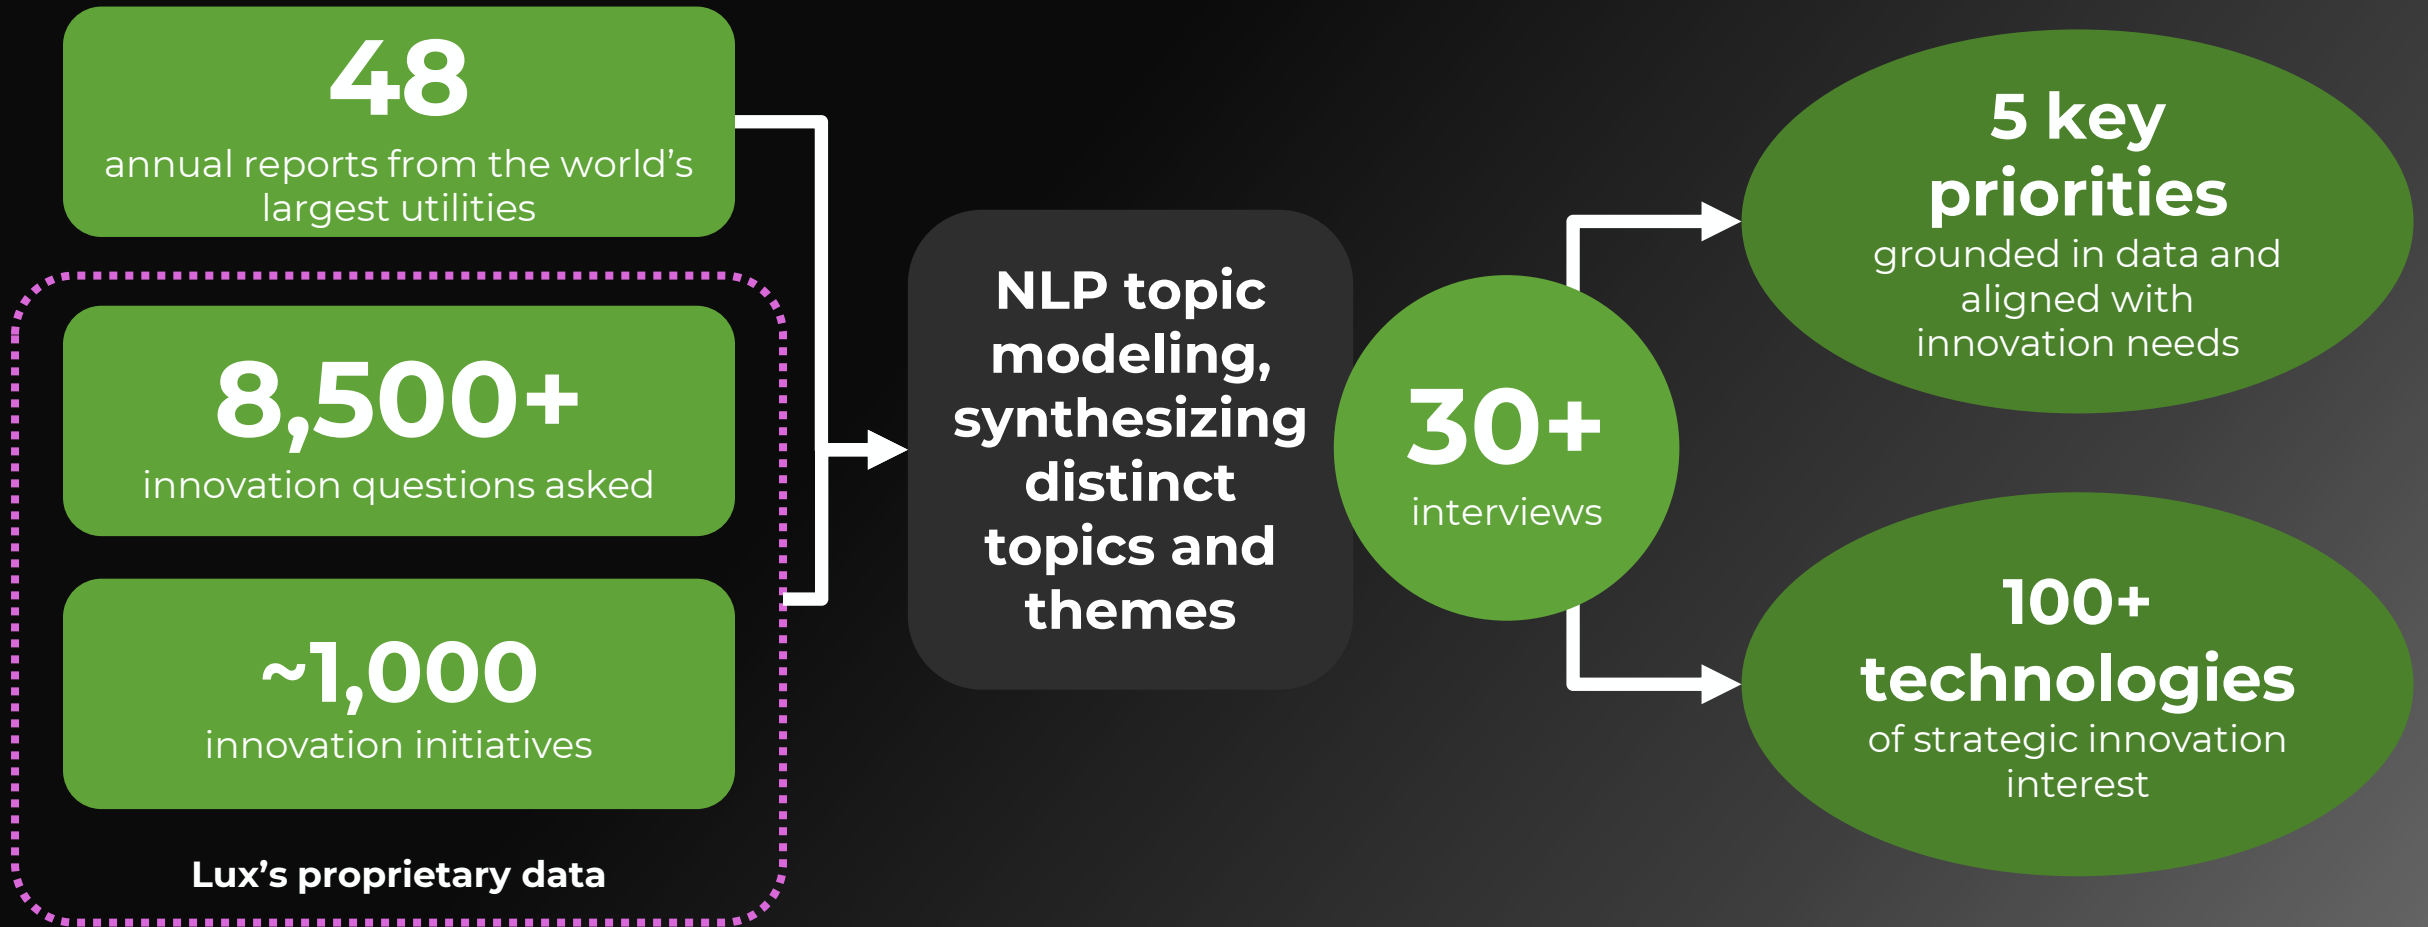 48
annual reports from the world’s
largest utilities
8,500+
innovation questions asked
~1,000
innovation initiatives
Lux’s proprietary data
NLP topic
modeling,
synthesizing
distinct
topics and
themes
30+
interviews
5 key
priorities
grounded in data and
aligned with
innovation needs
100+
technologies
of strategic innovation
interest